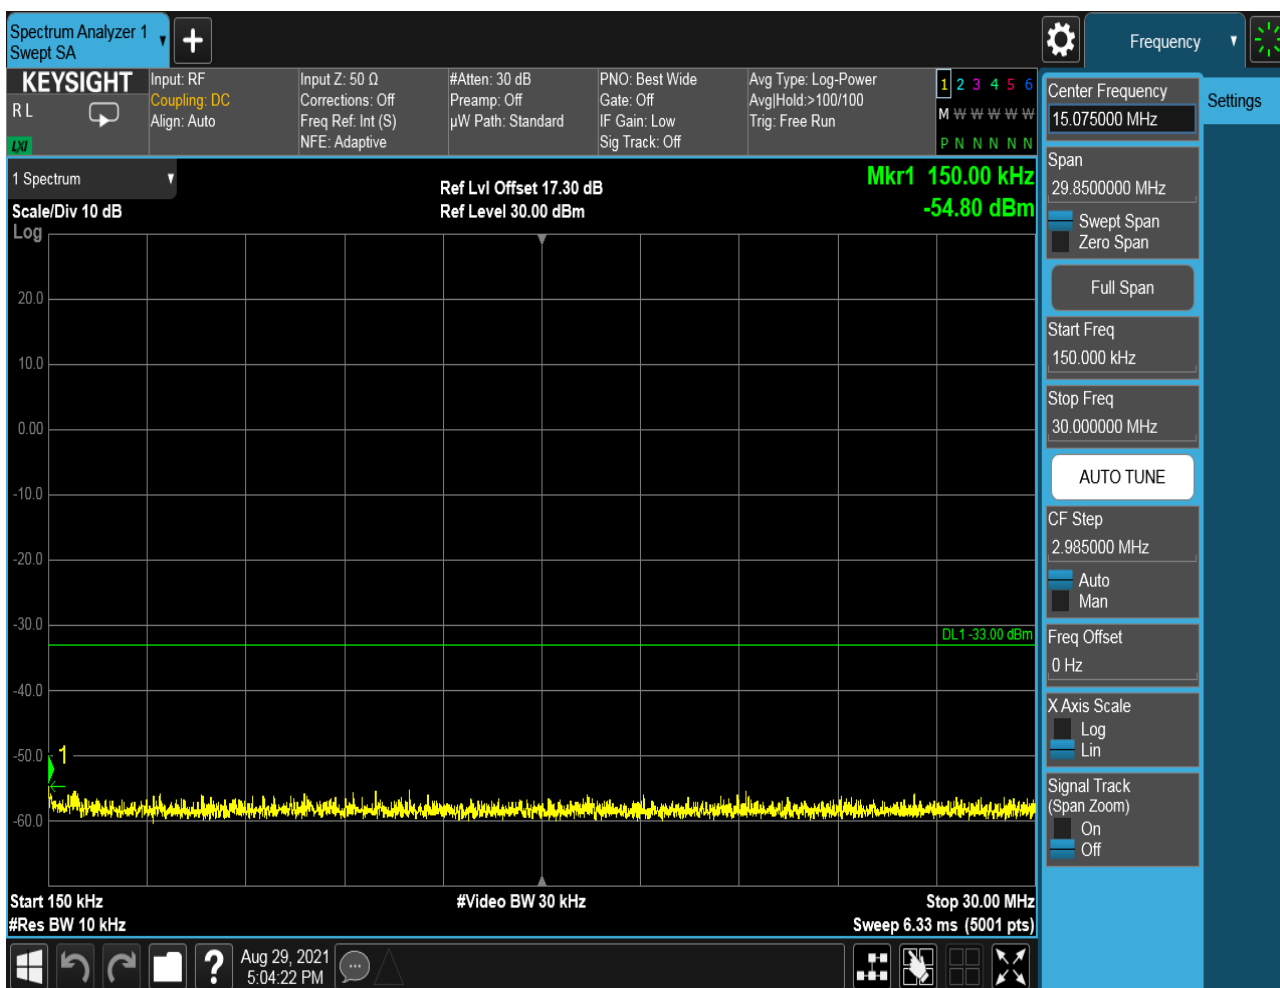 Spectrum Analyzer 1
Swept SA
Frequency
KEYSIGHT
R L
LXI
Input: RF
Coupling: DC
Align: Auto
Input Z: 50 Ω
Corrections: Off
Freq Ref: Int (S)
NFE: Adaptive
#Atten: 30 dB
Preamp: Off
µW Path: Standard
PNO: Best Wide
Gate: Off
IF Gain: Low
Sig Track: Off
Avg Type: Log-Power
Avg|Hold:>100/100
Trig: Free Run
1 2 3 4 5 6
M W W W W W
P N N N N N
1 Spectrum
Scale/Div 10 dB
Log
Ref Lvl Offset 17.30 dB
Ref Level 30.00 dBm
Mkr1 150.00 kHz
-54.80 dBm
20.0
10.0
0.00
-10.0
-20.0
-30.0
DL1 -33.00 dBm
-40.0
-50.0
1
-60.0
Start 150 kHz
#Res BW 10 kHz
#Video BW 30 kHz
Stop 30.00 MHz
Sweep 6.33 ms (5001 pts)
Center Frequency
15.075000 MHz
Settings
Span
29.8500000 MHz
Swept Span
Zero Span
Full Span
Start Freq
150.000 kHz
Stop Freq
30.000000 MHz
AUTO TUNE
CF Step
2.985000 MHz
Auto
Man
Freq Offset
0 Hz
X Axis Scale
Log
Lin
Signal Track
(Span Zoom)
On
Off
?
Aug 29, 2021
5:04:22 PM